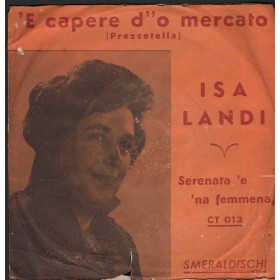 'E capere d''o mercato
(Prezzetella)
ISA
LANDI
Serenata 'e
'na femmena
CT 013
SMERALDISCHI